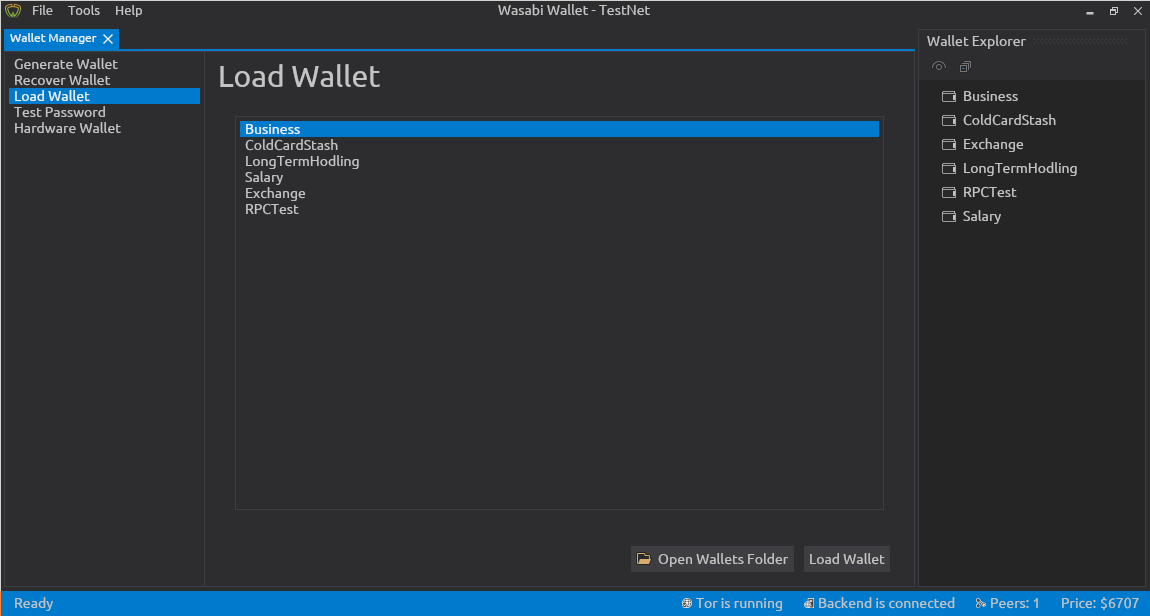 File Tools Help
Wasabi Wallet - TestNet
Wallet Manager
Generate Wallet
Recover Wallet
Load Wallet
Test Password
Hardware Wallet
Load Wallet
Business
ColdCardStash
LongTermHodling
Salary
Exchange
RPCTest
Open Wallets Folder
Load Wallet
Wallet Explorer
Business
ColdCardStash
Exchange
LongTermHodling
RPCTest
Salary
Ready
Tor is running
Backend is connected
Peers: 1
Price: $6707